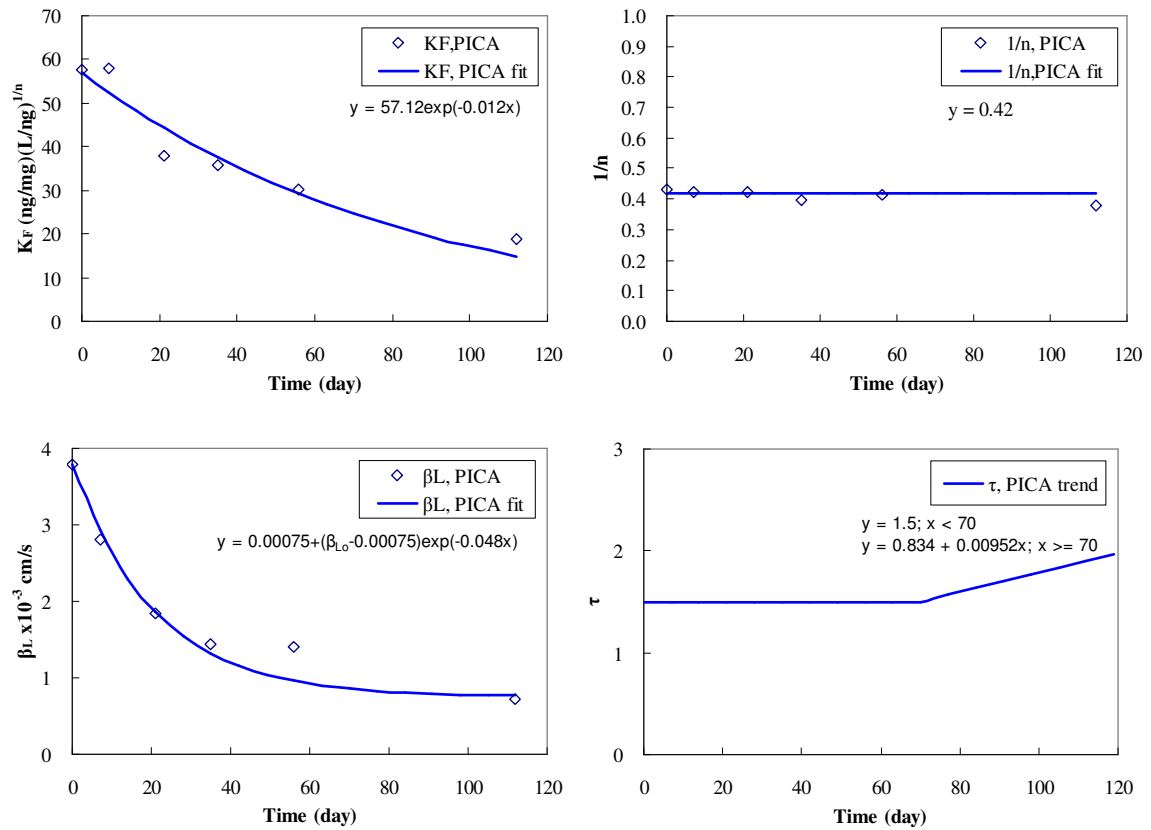 70
60
50
40
30
20
10
0
KF (ng/mg)(L/ng)1/n
KF,PICA
KF, PICA fit
y = 57.12exp(-0.012x)
0 20 40 60 80 100 120
Time (day)
1.0
0.9
0.8
0.7
0.6
0.5
0.4
0.3
0.2
0.1
0.0
1/n
1/n, PICA
1/n,PICA fit
y = 0.42
0 20 40 60 80 100 120
Time (day)
4
3
2
1
0
βL x10-3 cm/s
βL, PICA
βL, PICA fit
y = 0.00075+(βLo-0.00075)exp(-0.048x)
0 20 40 60 80 100 120
Time (day)
3
2
1
0
τ
τ, PICA trend
y = 1.5; x < 70
y = 0.834 + 0.00952x; x >= 70
0 20 40 60 80 100 120
Time (day)